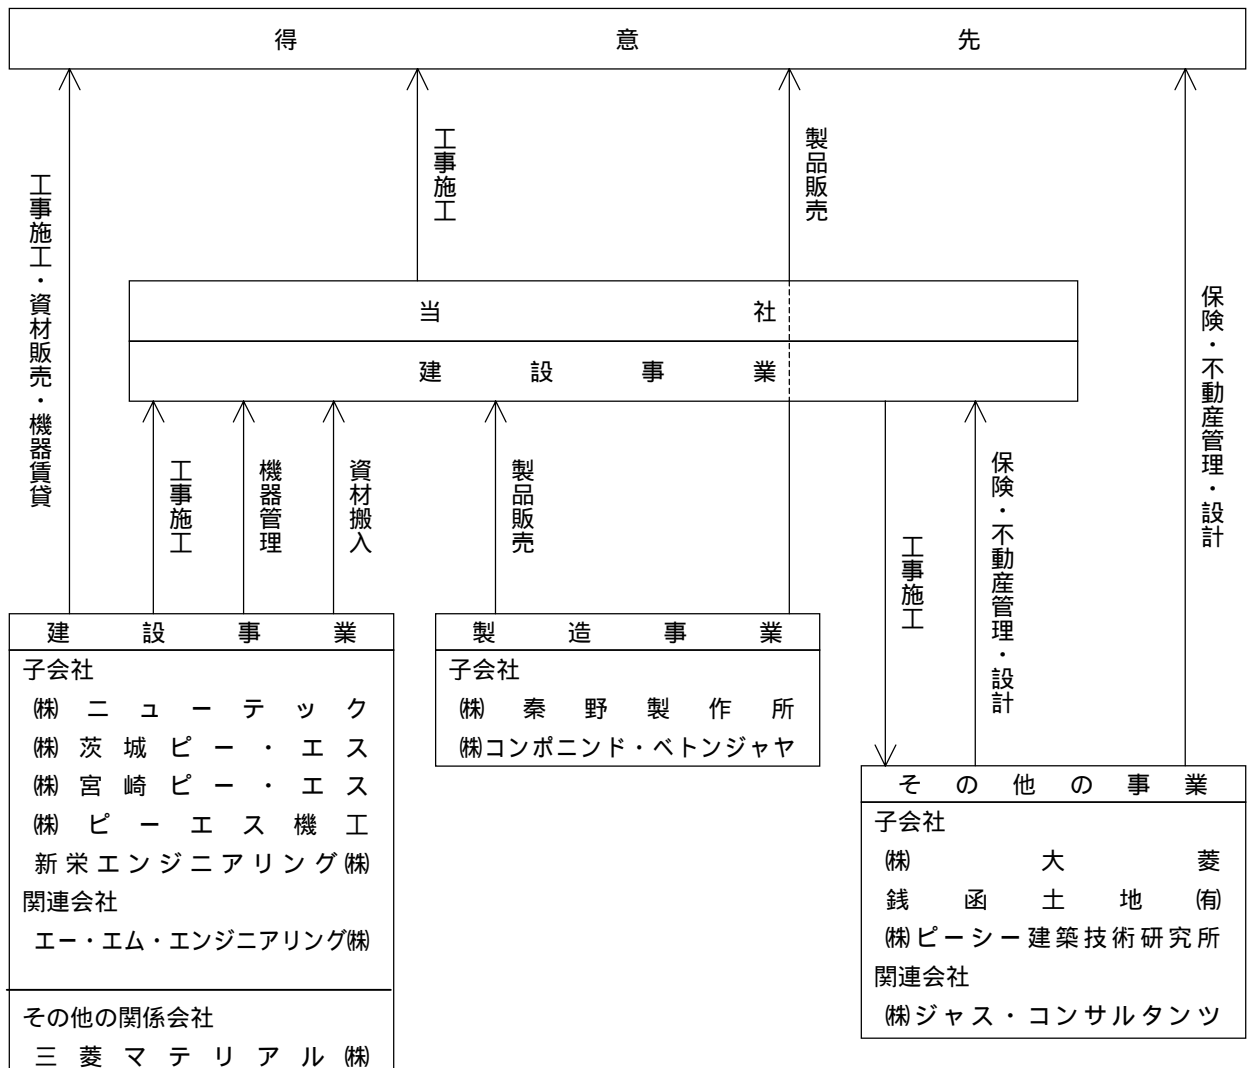 得意先
工事施工・資材販売・機器賃貸
工事施工
製品販売
保険・不動産管理・設計
当社
建設事業
工事施工
機器管理
資材搬入
製品販売
工事施工
保険・不動産管理・設計
建設事業
子会社
㈱ニューテック
㈱茨城ピー・エス
㈱宮崎ピー・エス
㈱ピーエス機工
新栄エンジニアリング㈱
関連会社
エー・エム・エンジニアリング㈱
その他の関係会社
三菱マテリアル㈱
製造事業
子会社
㈱秦野製作所
㈱コンポニンド・ベトンジャヤ
その他の事業
子会社
㈱大菱
銭函土地㈲
㈱ピーシー建築技術研究所
関連会社
㈱ジャス・コンサルタンツ